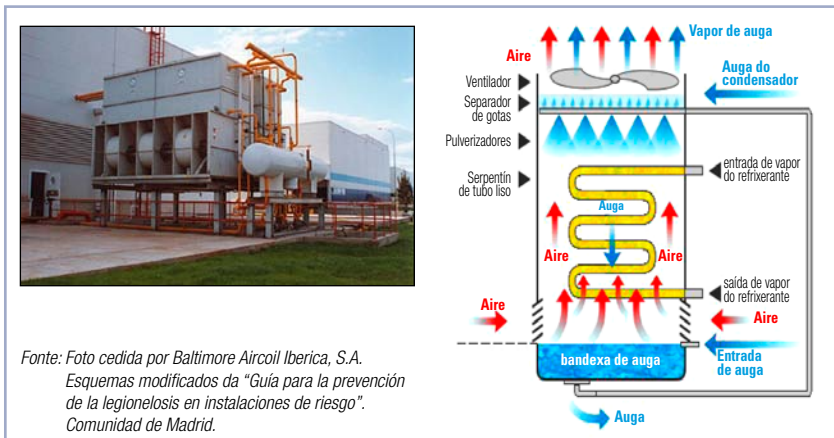 Fonte: Foto cedida por Baltimore Aircoil Iberica, S.A.
Esquemas modificados da “Guía para la prevención
de la legionelosis en instalaciones de riesgo”.
Comunidad de Madrid.
Aire
Vapor de auga
Auga do
condensador
Ventilador
Separador
de gotas
Pulverizadores
Serpentín
de tubo liso
entrada de vapor
do refrixerante
Auga
Aire
Aire
saída de vapor
do refrixerante
Aire
Aire
bandexa de auga
Entrada
de auga
Auga